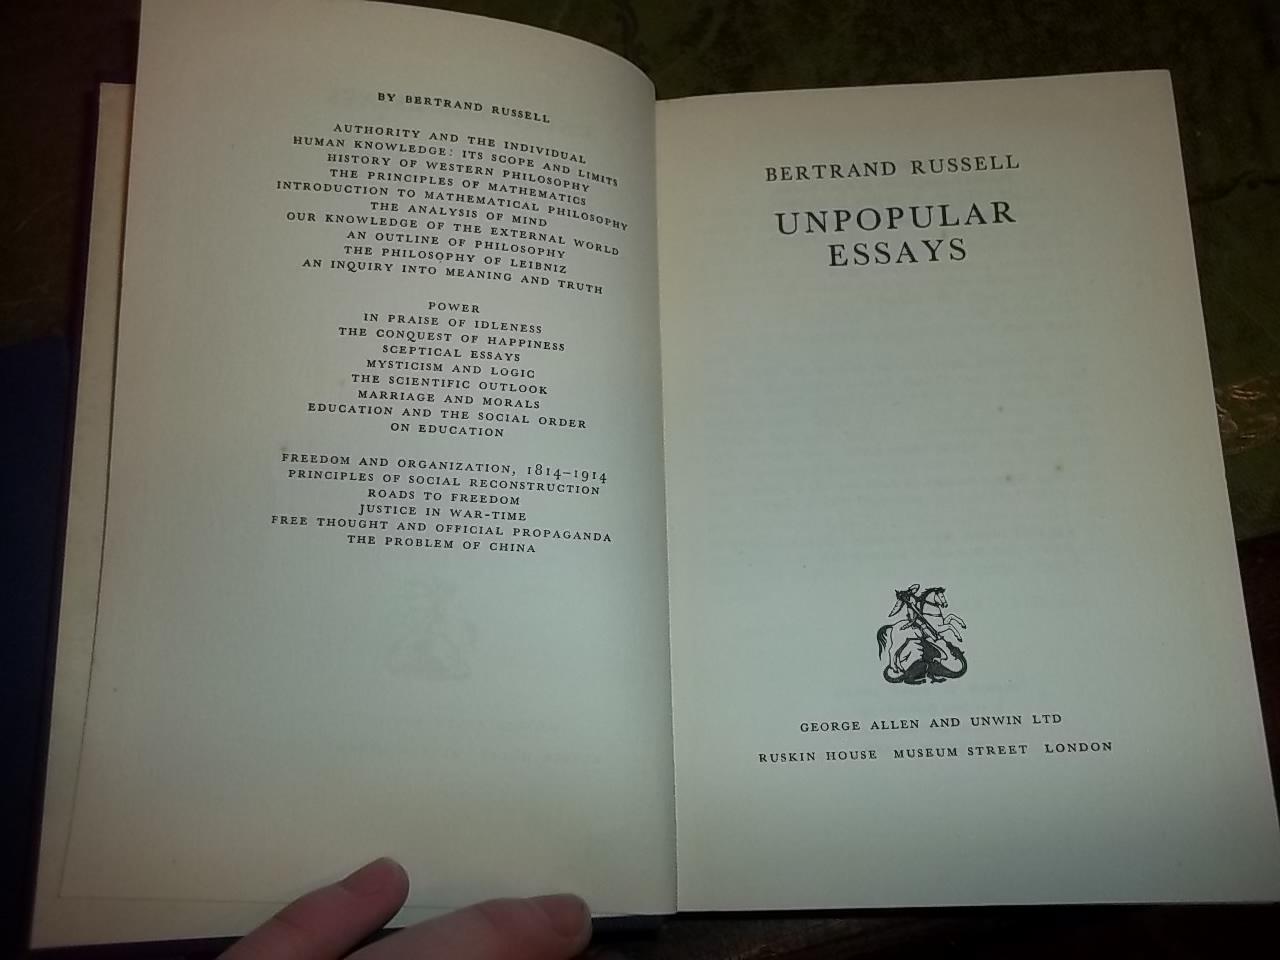 BY BERTRAND RUSSELL
AUTHORITY AND THE INDIVIDUAL
HUMAN KNOWLEDGE: ITS SCOPE AND LIMITS
HISTORY OF WESTERN PHILOSOPHY
THE PRINCIPLES OF MATHEMATICS
INTRODUCTION TO MATHEMATICAL PHILOSOPHY
THE ANALYSIS OF MIND
OUR KNOWLEDGE OF THE EXTERNAL WORLD
AN OUTLINE OF PHILOSOPHY
THE PHILOSOPHY OF LEIBNIZ
AN INQUIRY INTO MEANING AND TRUTH
POWER
IN PRAISE OF IDLENESS
THE CONQUEST OF HAPPINESS
SCEPTICAL ESSAYS
MYSTICISM AND LOGIC
THE SCIENTIFIC OUTLOOK
MARRIAGE AND MORALS
EDUCATION AND THE SOCIAL ORDER
ON EDUCATION
FREEDOM AND ORGANIZATION, 1814–1914
PRINCIPLES OF SOCIAL RECONSTRUCTION
ROADS TO FREEDOM
JUSTICE IN WAR-TIME
FREE THOUGHT AND OFFICIAL PROPAGANDA
THE PROBLEM OF CHINA
BERTRAND RUSSELL
UNPOPULAR
ESSAYS
GEORGE ALLEN AND UNWIN LTD
RUSKIN HOUSE MUSEUM STREET LONDON